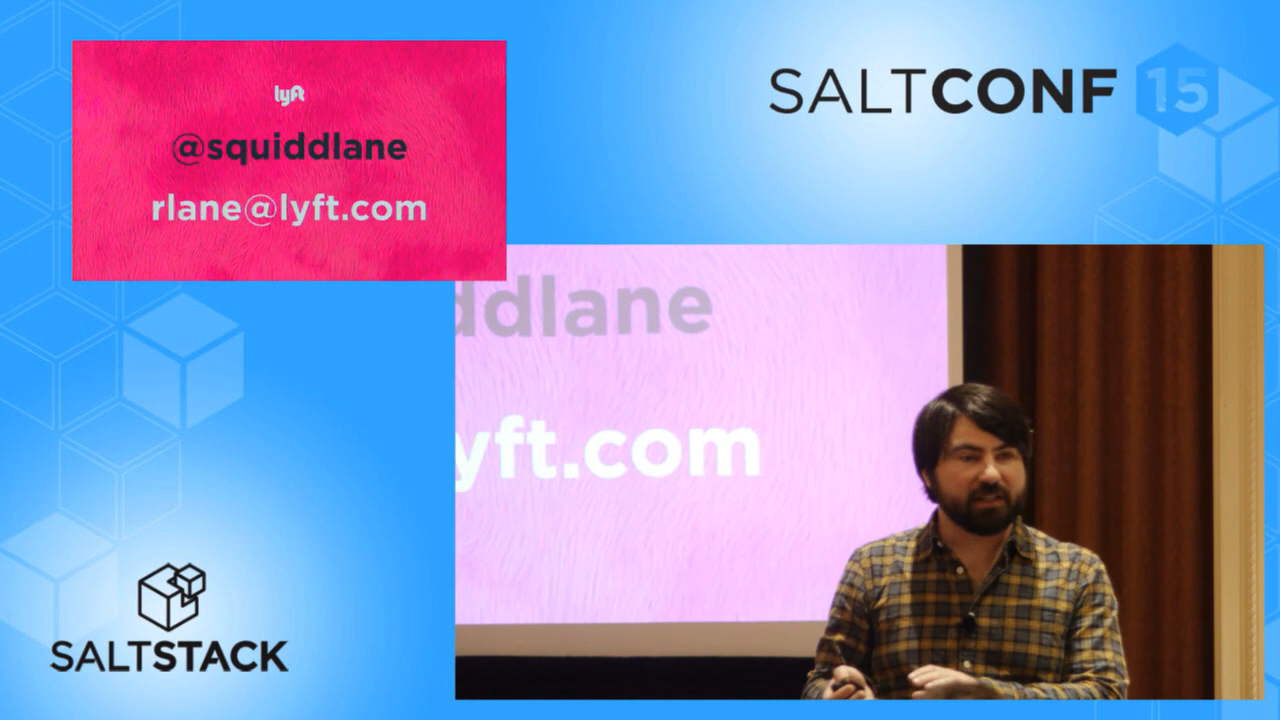 lyft
@squiddlane
rlane@lyft.com
SALTCONF 15
ddlane
yft.com
SALTSTACK